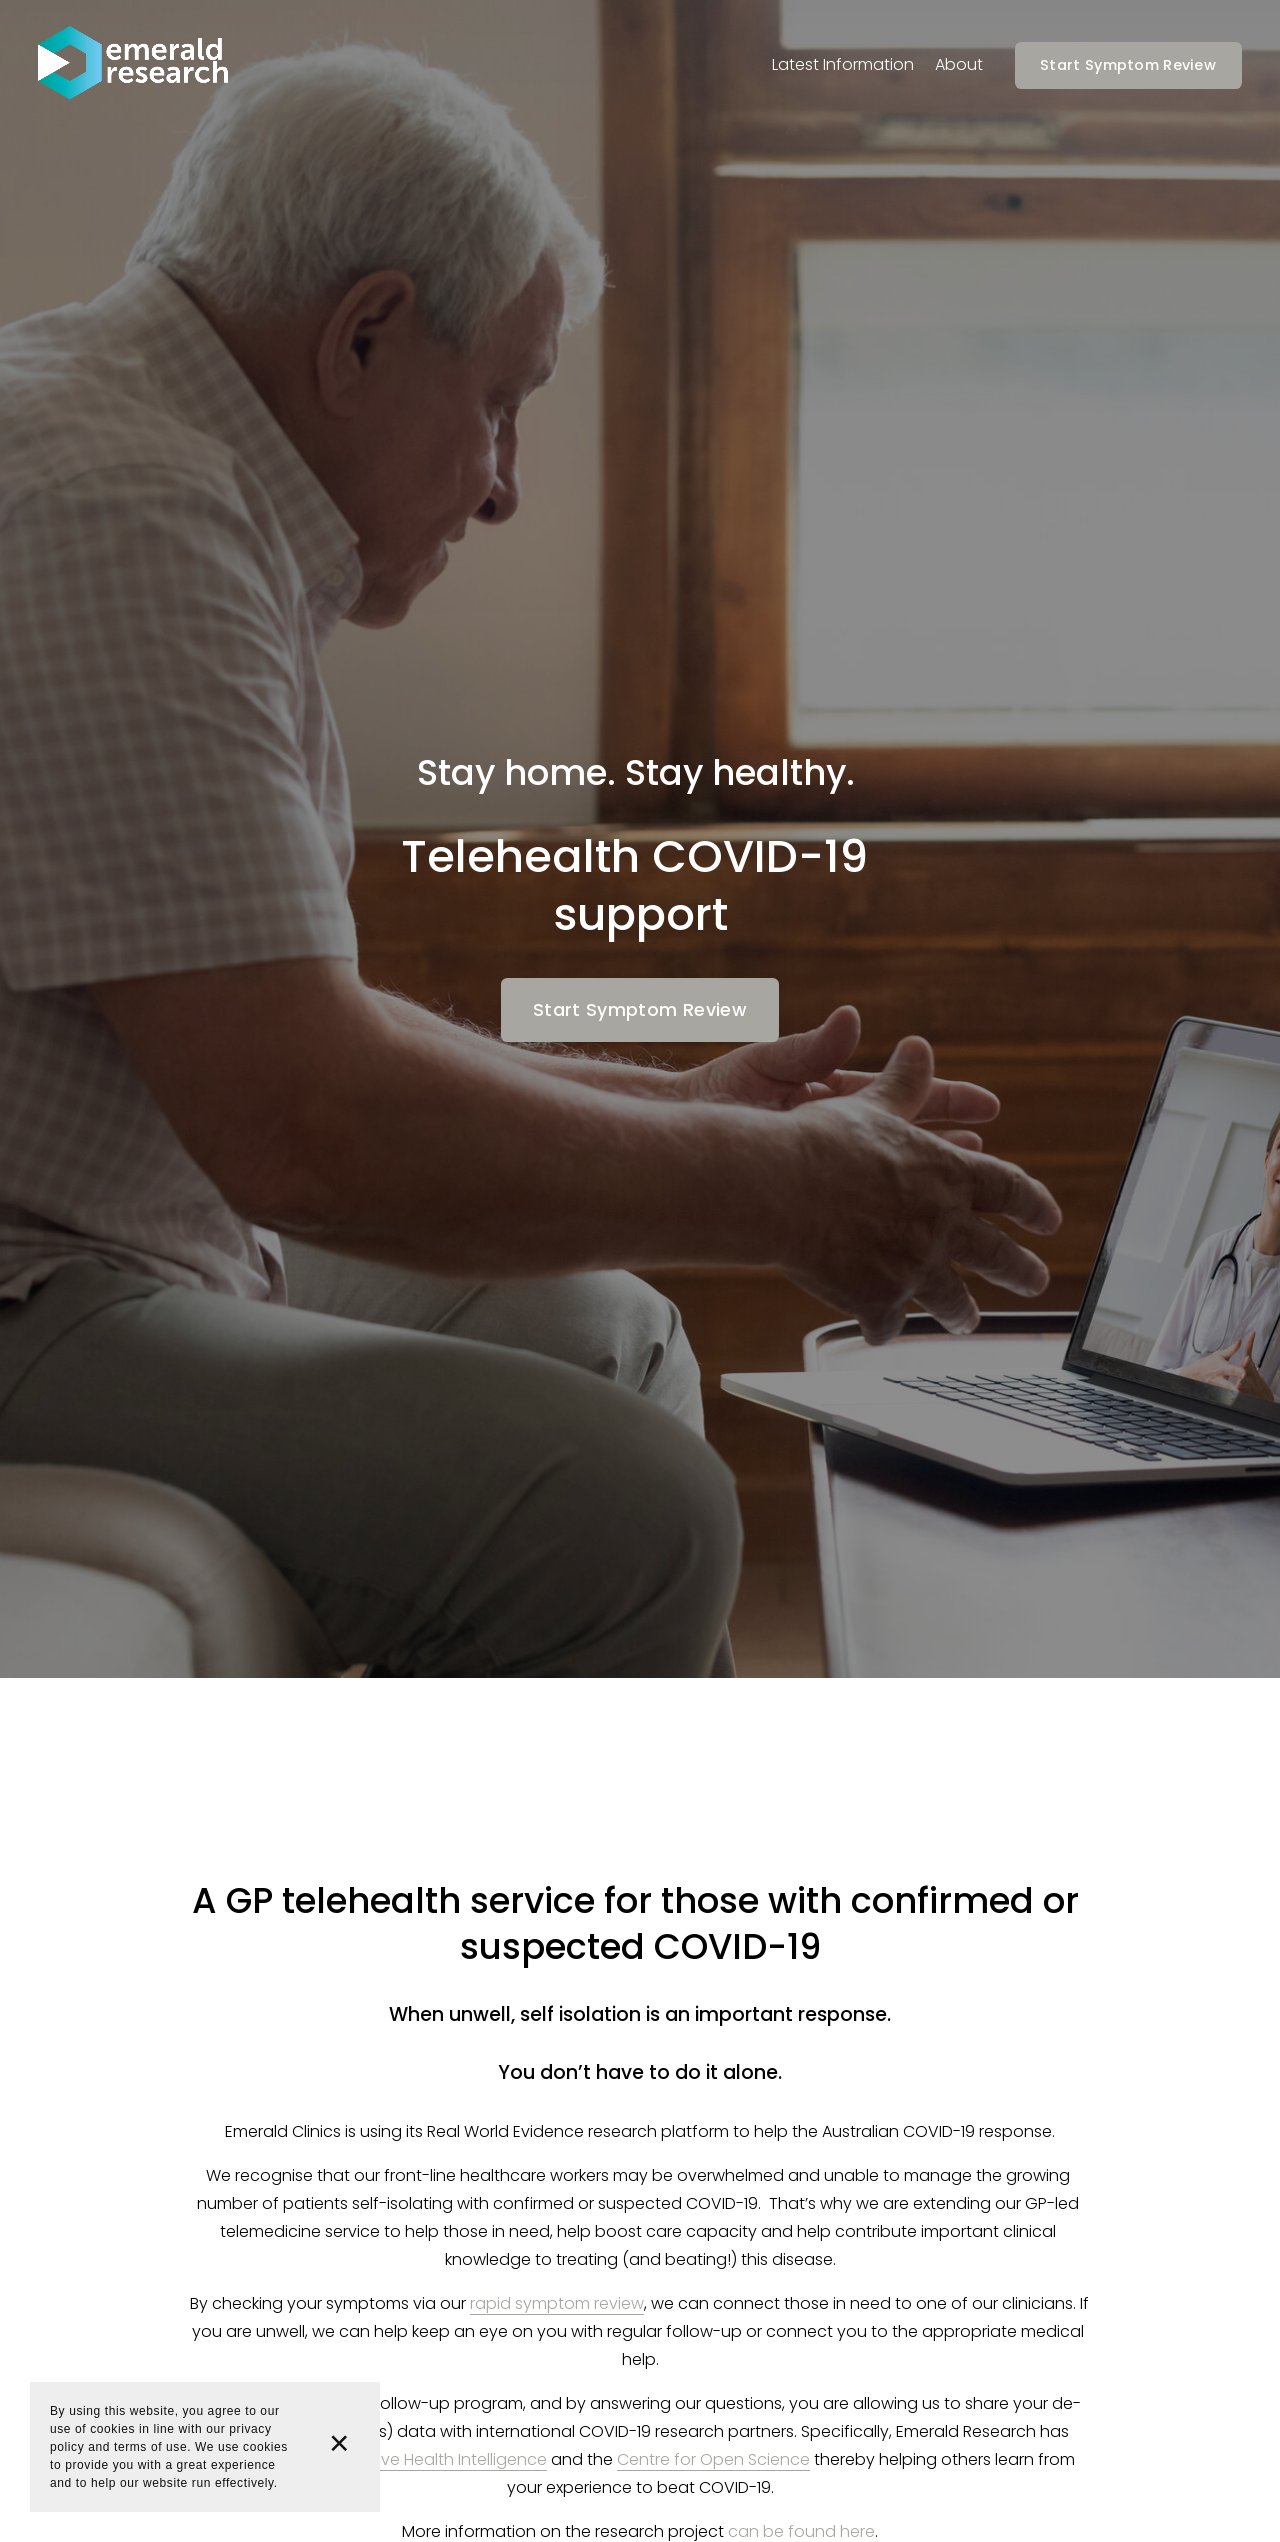 emerald
research
Latest Information About Start Symptom Review
Stay home. Stay healthy.
Telehealth COVID-19
support
Start Symptom Review
A GP telehealth service for those with confirmed or
suspected COVID-19
When unwell, self isolation is an important response.
You don’t have to do it alone.
Emerald Clinics is using its Real World Evidence research platform to help the Australian COVID-19 response.
We recognise that our front-line healthcare workers may be overwhelmed and unable to manage the growing
number of patients self-isolating with confirmed or suspected COVID-19.  That’s why we are extending our GP-led
telemedicine service to help those in need, help boost care capacity and help contribute important clinical
knowledge to treating (and beating!) this disease.
By checking your symptoms via our rapid symptom review, we can connect those in need to one of our clinicians. If
you are unwell, we can help keep an eye on you with regular follow-up or connect you to the appropriate medical
help.
ollow-up program, and by answering our questions, you are allowing us to share your de-
s) data with international COVID-19 research partners. Specifically, Emerald Research has
ve Health Intelligence and the Centre for Open Science thereby helping others learn from
your experience to beat COVID-19.
More information on the research project can be found here.
By using this website, you agree to our
use of cookies in line with our privacy
policy and terms of use. We use cookies
to provide you with a great experience
and to help our website run effectively.